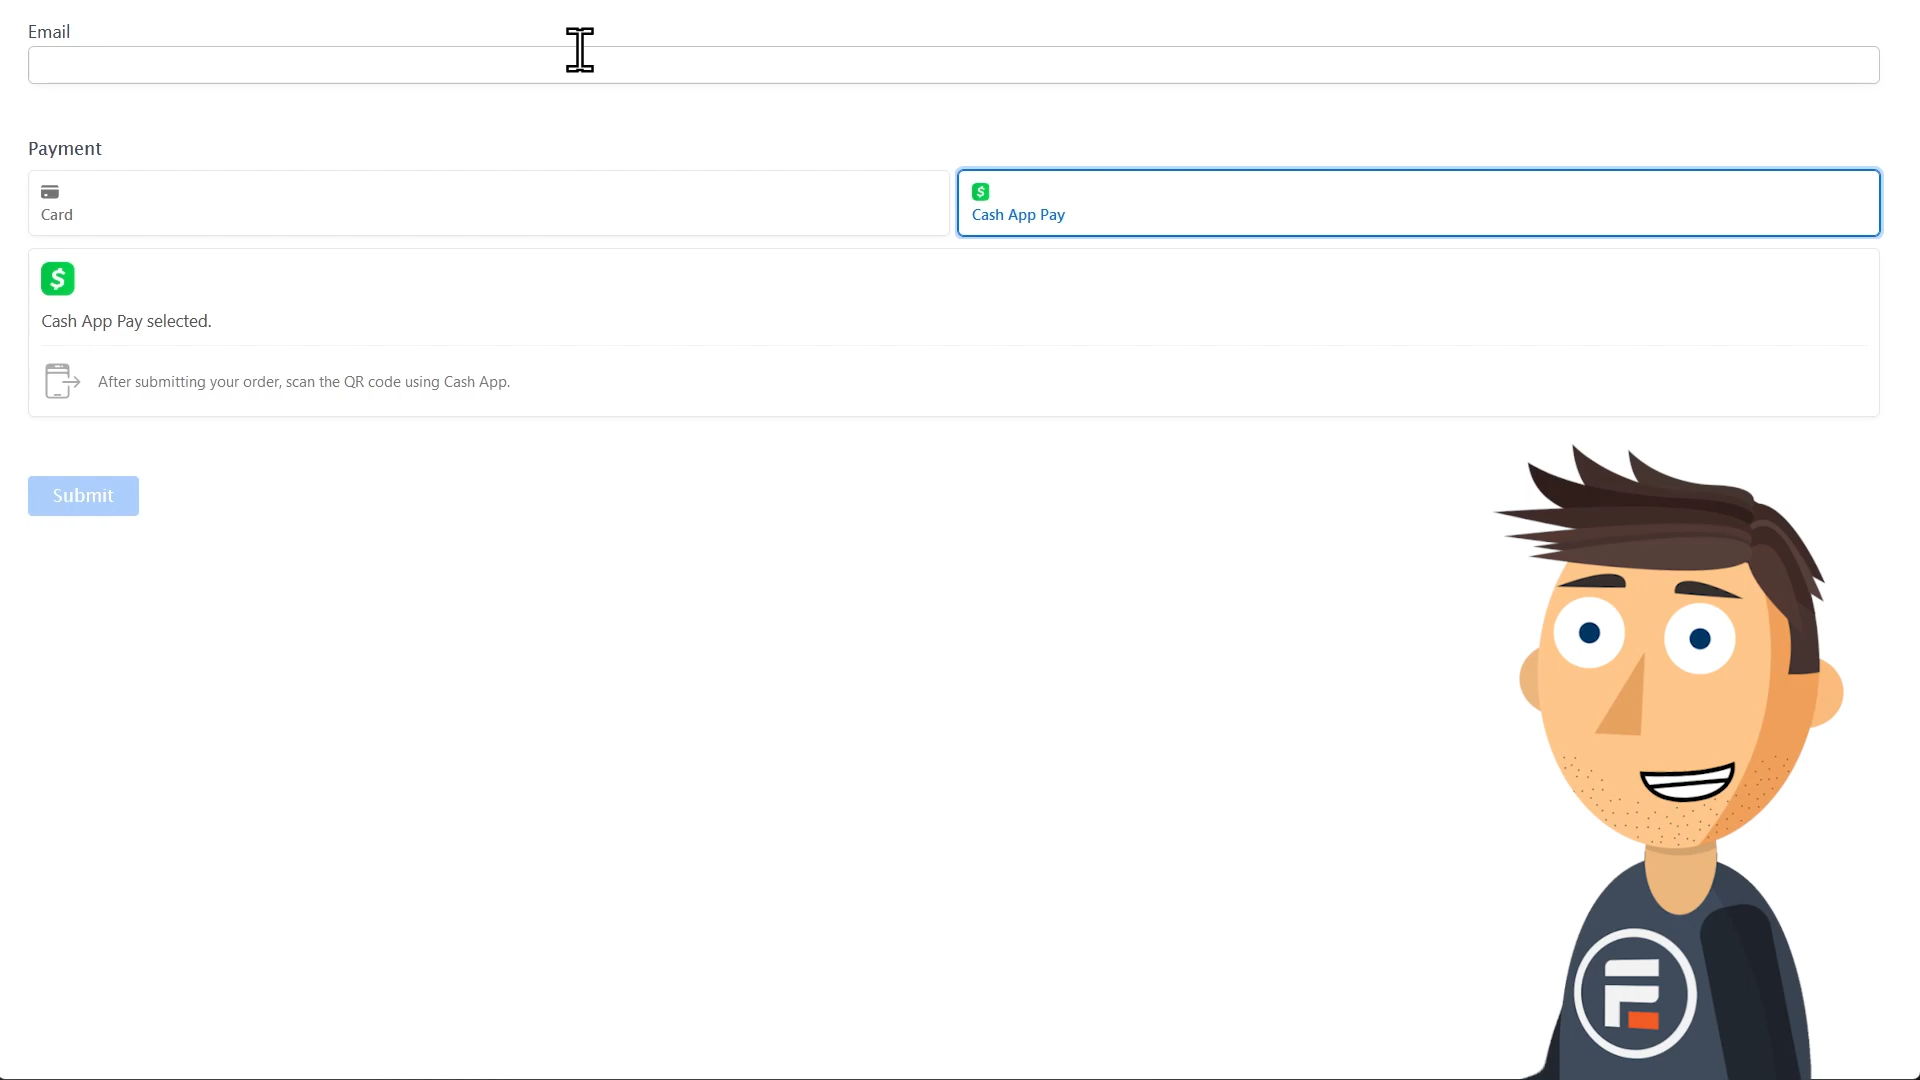 Email
Payment
Card
Cash App Pay
Cash App Pay selected.
After submitting your order, scan the QR code using Cash App.
Submit